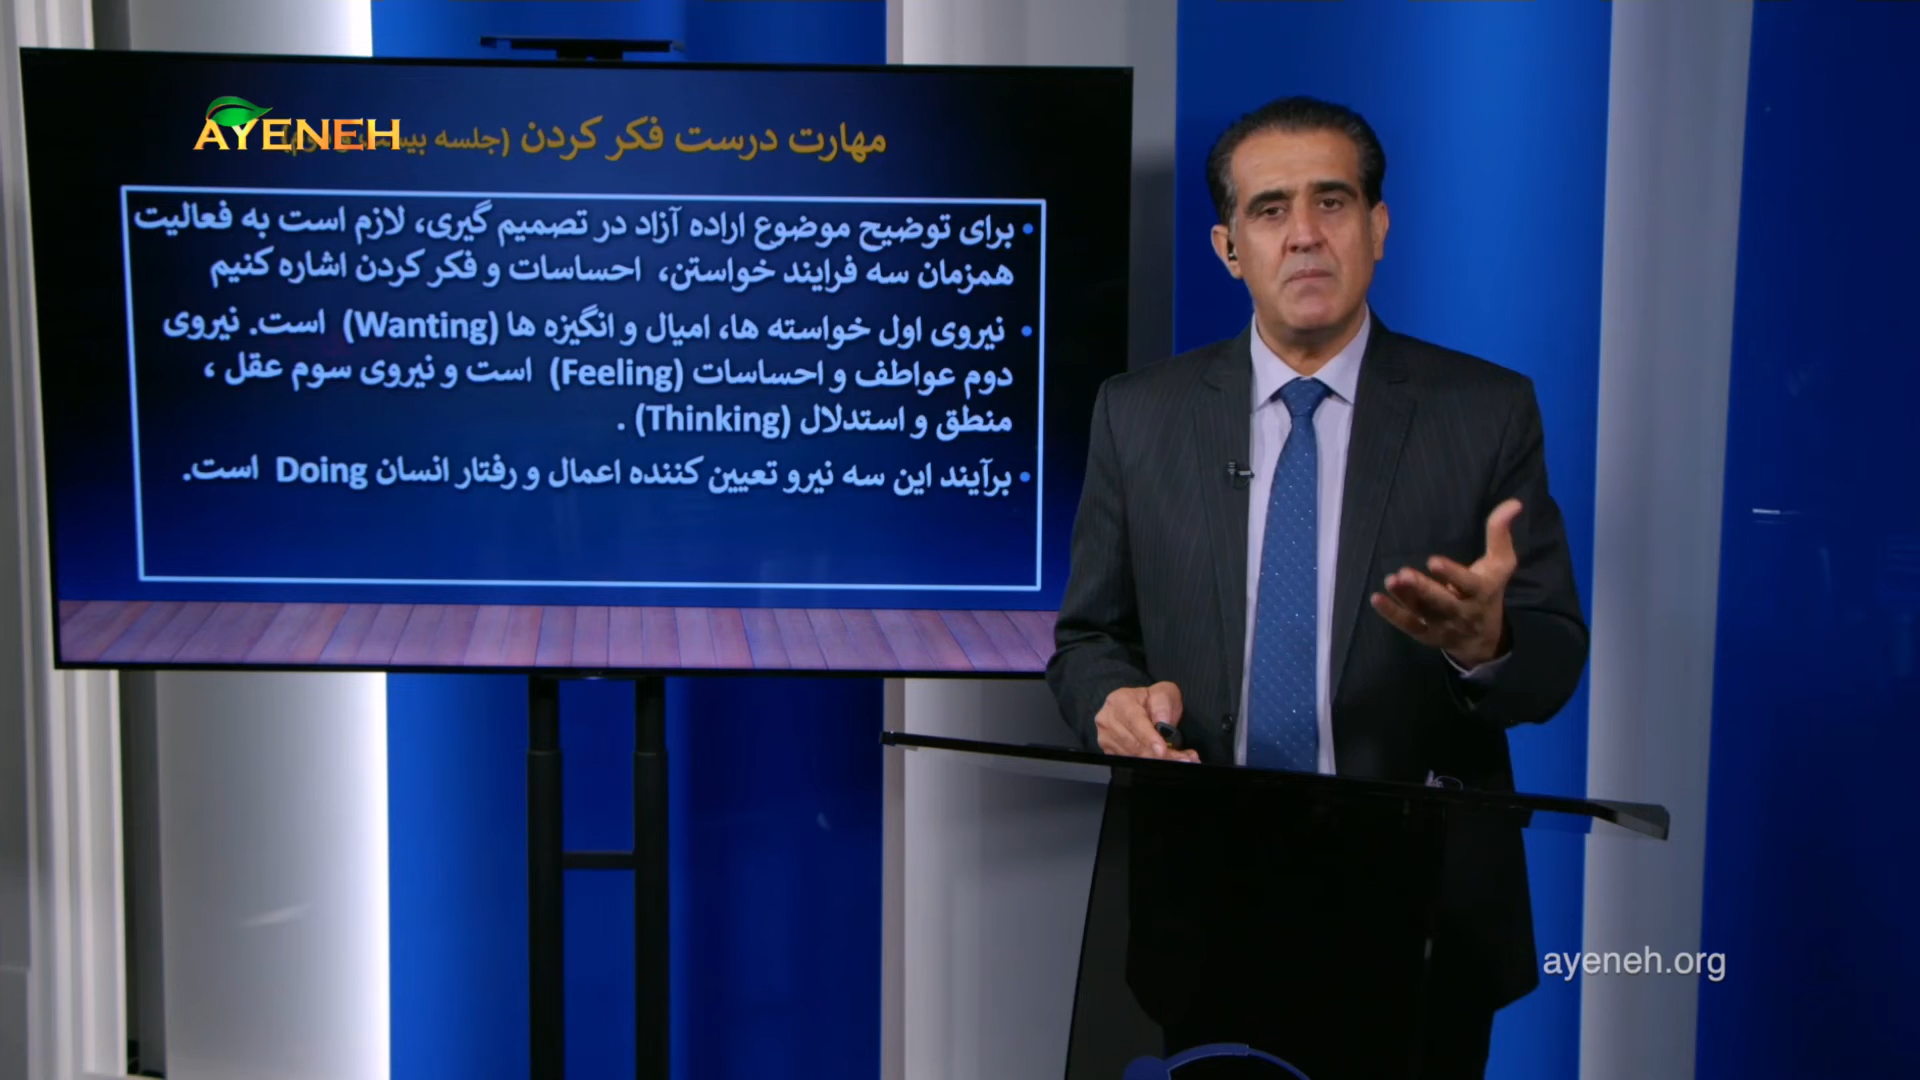 AYENEH
مهارت درست فکر کردن (جلسه
• برای توضیح موضوع اراده آزاد در تصمیم گیری، لازم است به فعالیت
همزمان سه فرایند خواستن، احساسات و فکر کردن اشاره کنیم
• نیروی اول خواسته ها، امیال و انگیزه ها (Wanting) است. نیروی
دوم عواطف و احساسات (Feeling) است و نیروی سوم عقل ،
منطق و استدلال (Thinking) .
• برآیند این سه نیرو تعیین کننده اعمال و رفتار انسان Doing است.
ayeneh.org